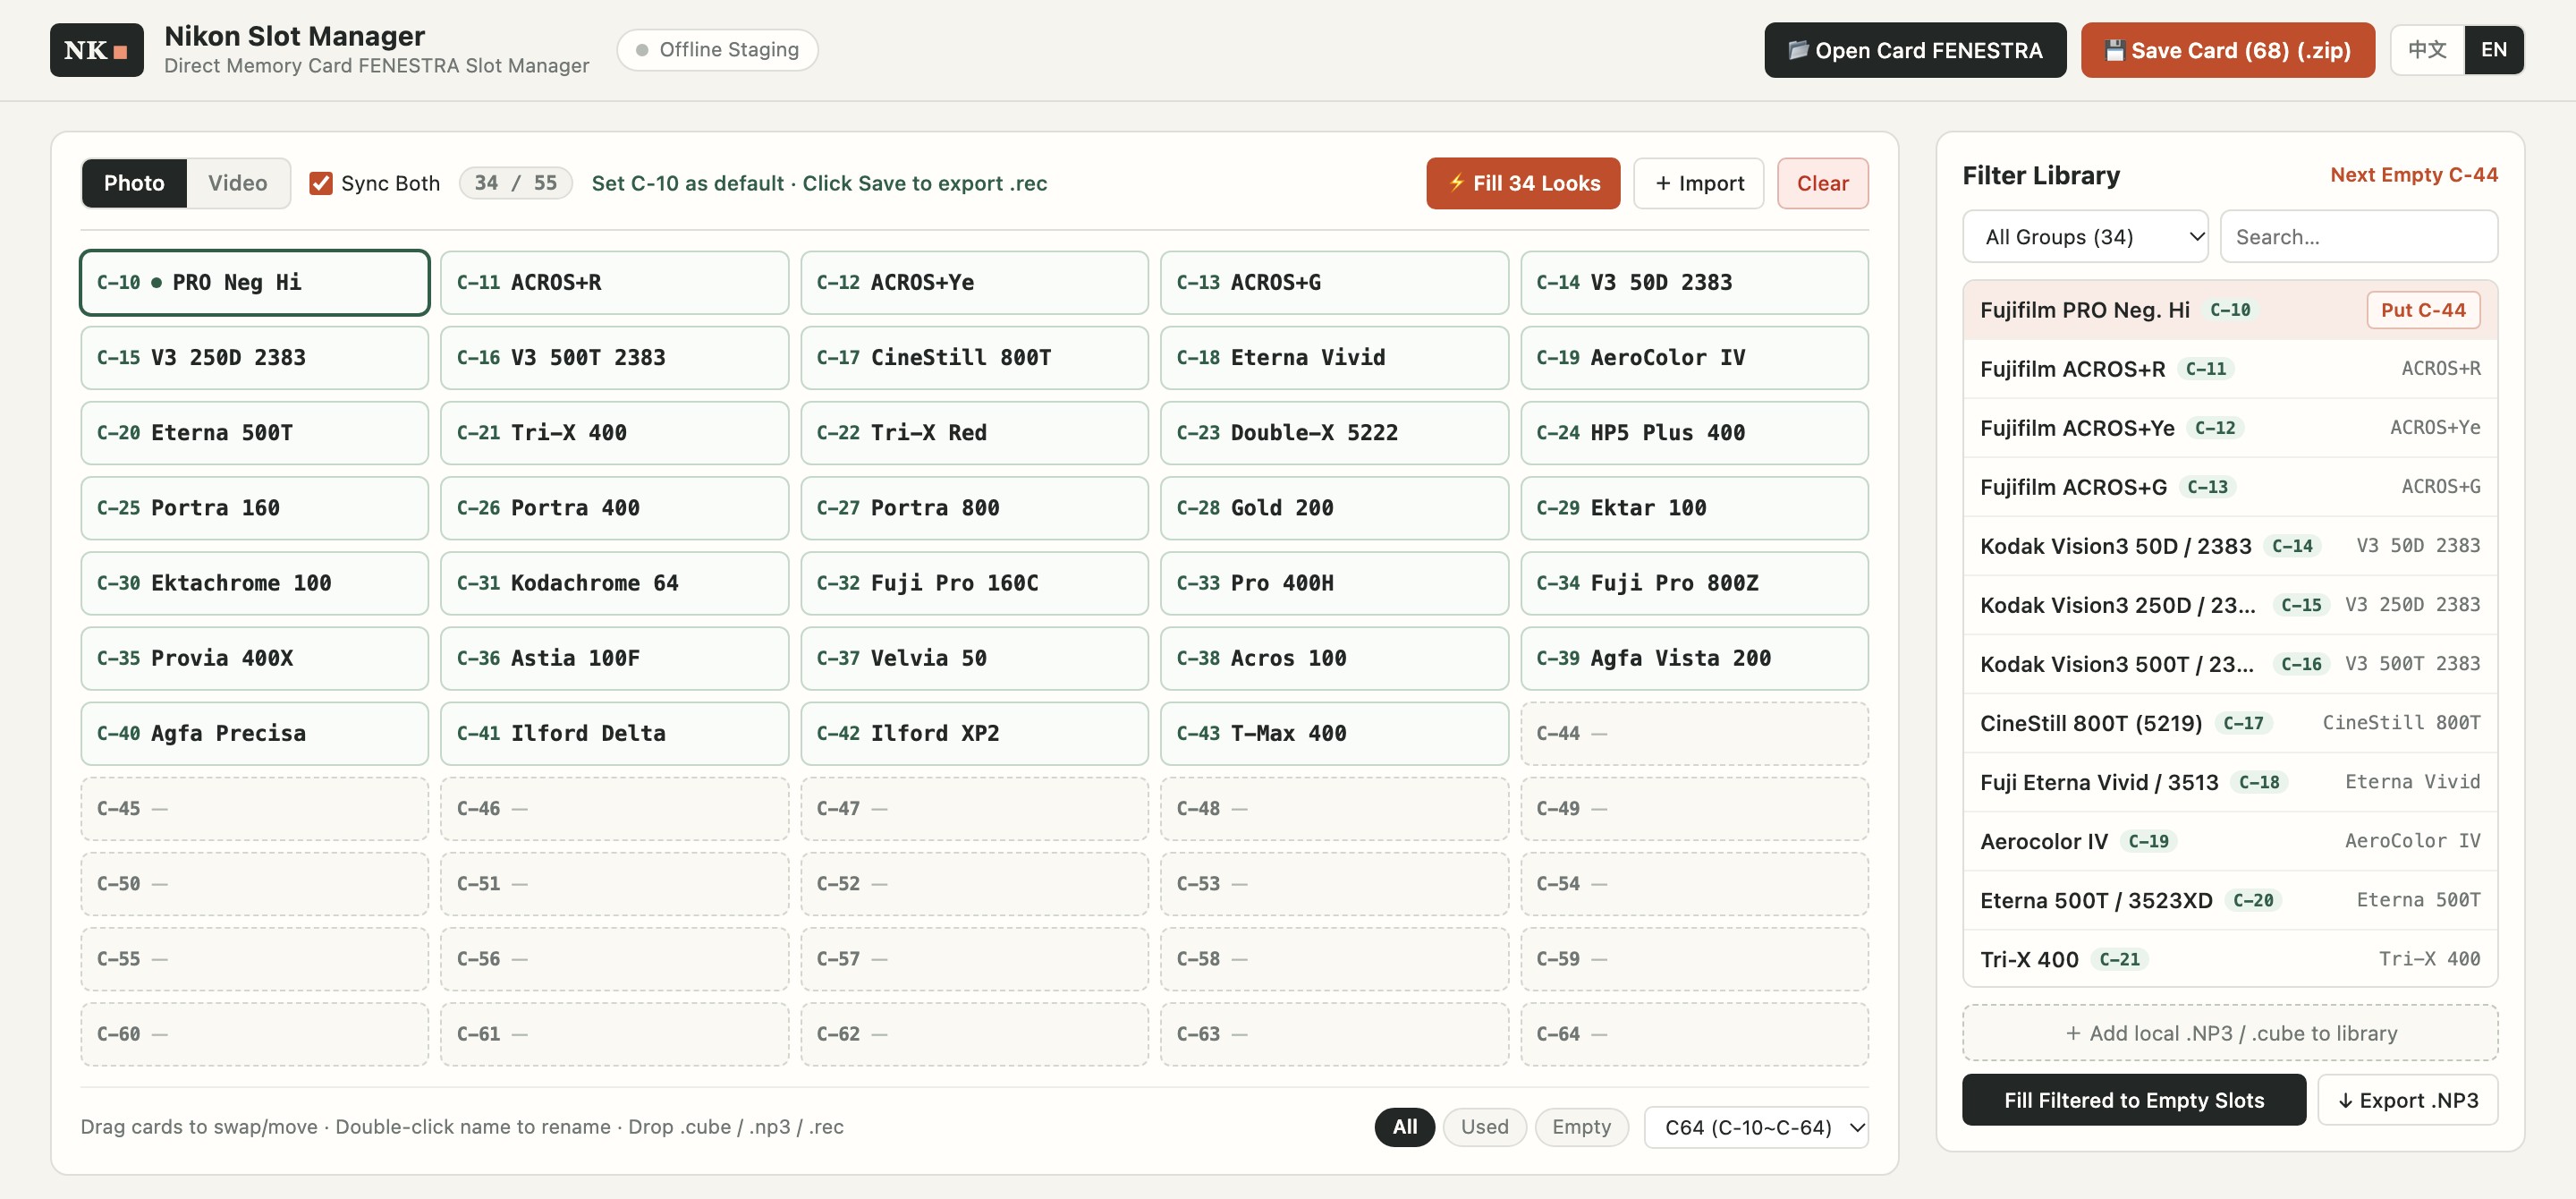 NK
Nikon Slot Manager
Direct Memory Card FENESTRA Slot Manager
Offline Staging
Open Card FENESTRA
Save Card (68) (.zip)
中文
EN
Photo
Video
Sync Both
34 / 55
Set C-10 as default · Click Save to export .rec
⚡ Fill 34 Looks
+ Import
Clear
C-10 ● PRO Neg Hi
C-11 ACROS+R
C-12 ACROS+Ye
C-13 ACROS+G
C-14 V3 50D 2383
C-15 V3 250D 2383
C-16 V3 500T 2383
C-17 CineStill 800T
C-18 Eterna Vivid
C-19 AeroColor IV
C-20 Eterna 500T
C-21 Tri-X 400
C-22 Tri-X Red
C-23 Double-X 5222
C-24 HP5 Plus 400
C-25 Portra 160
C-26 Portra 400
C-27 Portra 800
C-28 Gold 200
C-29 Ektar 100
C-30 Ektachrome 100
C-31 Kodachrome 64
C-32 Fuji Pro 160C
C-33 Pro 400H
C-34 Fuji Pro 800Z
C-35 Provia 400X
C-36 Astia 100F
C-37 Velvia 50
C-38 Acros 100
C-39 Agfa Vista 200
C-40 Agfa Precisa
C-41 Ilford Delta
C-42 Ilford XP2
C-43 T-Max 400
C-44 —
C-45 —
C-46 —
C-47 —
C-48 —
C-49 —
C-50 —
C-51 —
C-52 —
C-53 —
C-54 —
C-55 —
C-56 —
C-57 —
C-58 —
C-59 —
C-60 —
C-61 —
C-62 —
C-63 —
C-64 —
Drag cards to swap/move · Double-click name to rename · Drop .cube / .np3 / .rec
All
Used
Empty
C64 (C-10~C-64)
Filter Library
Next Empty C-44
All Groups (34)
Search...
Fujifilm PRO Neg. Hi C-10 Put C-44
Fujifilm ACROS+R C-11 ACROS+R
Fujifilm ACROS+Ye C-12 ACROS+Ye
Fujifilm ACROS+G C-13 ACROS+G
Kodak Vision3 50D / 2383 C-14 V3 50D 2383
Kodak Vision3 250D / 23... C-15 V3 250D 2383
Kodak Vision3 500T / 23... C-16 V3 500T 2383
CineStill 800T (5219) C-17 CineStill 800T
Fuji Eterna Vivid / 3513 C-18 Eterna Vivid
Aerocolor IV C-19 AeroColor IV
Eterna 500T / 3523XD C-20 Eterna 500T
Tri-X 400 C-21 Tri-X 400
+ Add local .NP3 / .cube to library
Fill Filtered to Empty Slots
↓ Export .NP3